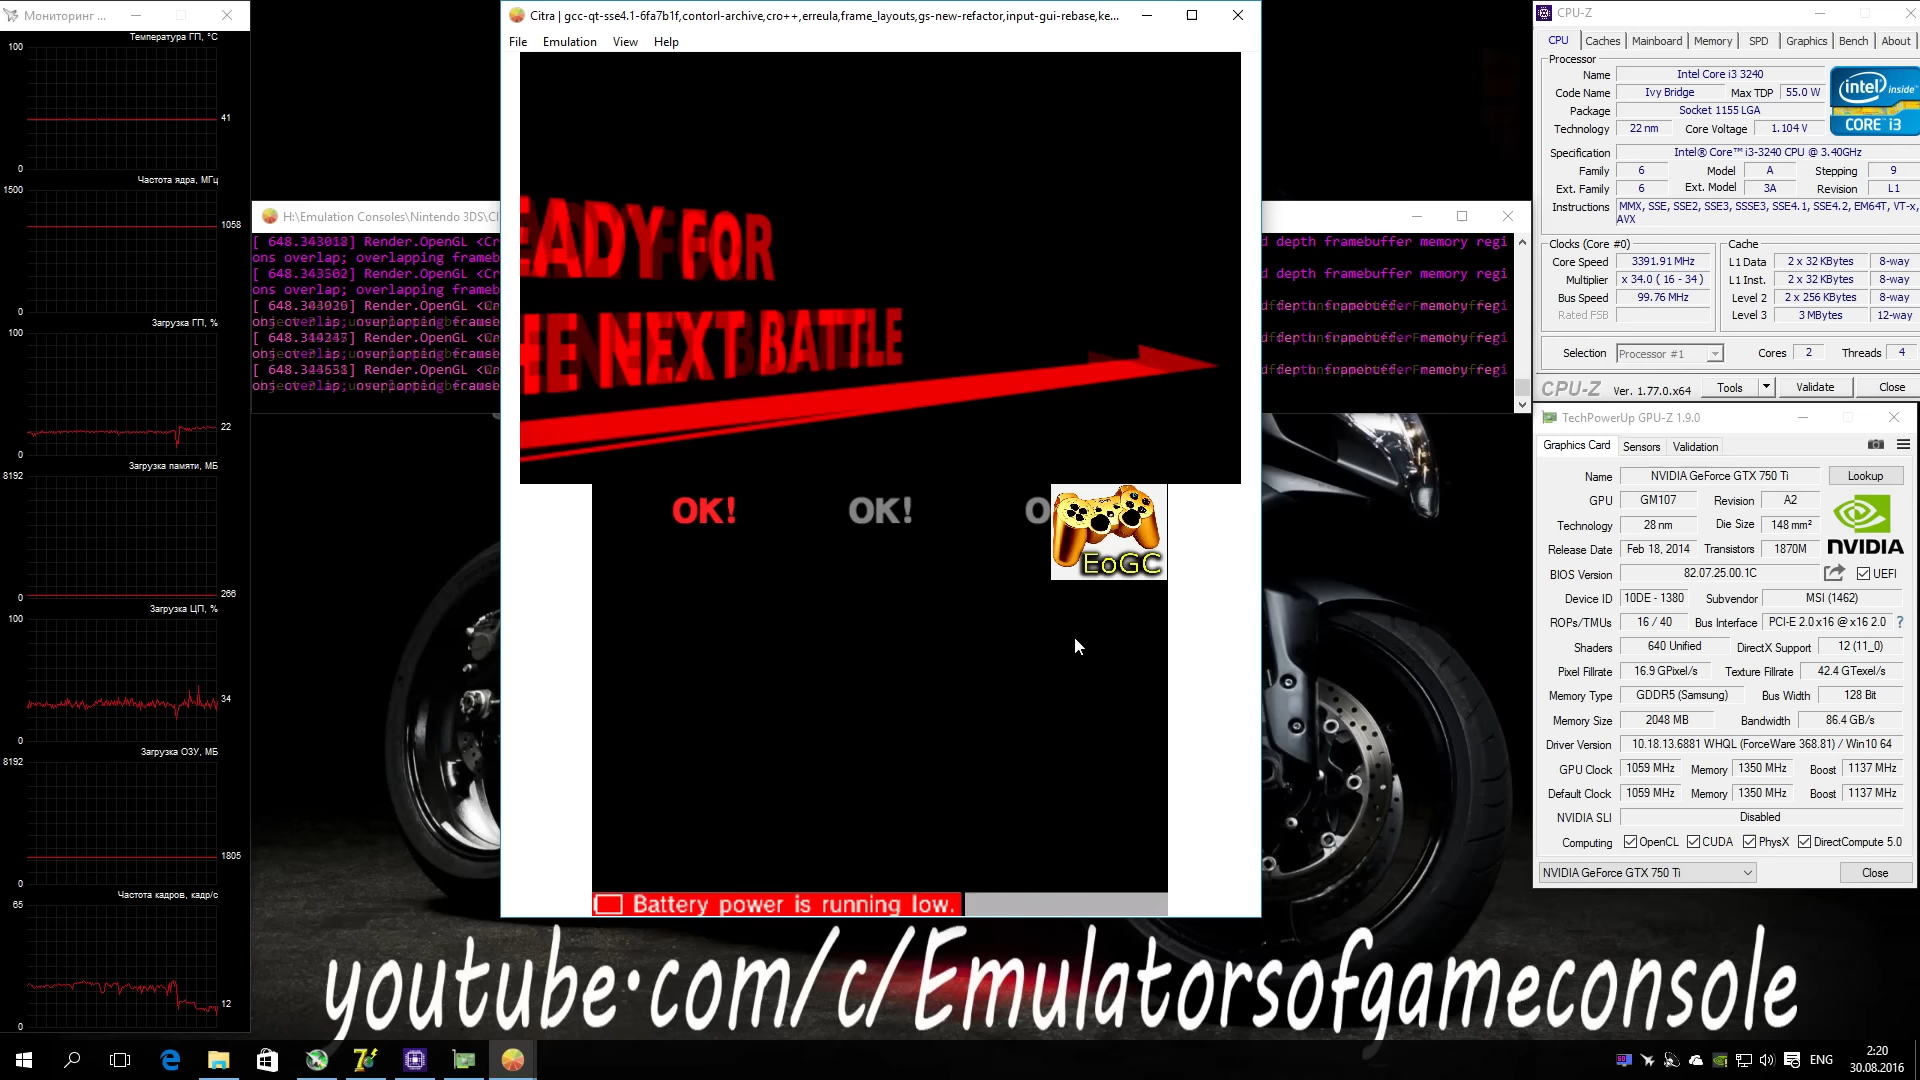 Мониторинг ...
Температура ГП, °C
100
41
0
Частота ядра, МГц
1500
1058
0
Загрузка ГП, %
100
22
0
Загрузка памяти, МБ
8192
266
0
Загрузка ЦП, %
100
34
0
Загрузка ОЗУ, МБ
8192
1805
0
Частота кадров, кадр/с
65
12
0
H:\Emulation Consoles\Nintendo 3DS\Ci
[ 648.343018] Render.OpenGL <Cr
d depth framebuffer memory regi
ons overlap; overlapping frameb
[ 648.343502] Render.OpenGL <Cr
d depth framebuffer memory regi
ons overlap; overlapping frameb
Citra | gcc-qt-sse4.1-6fa7b1f,contorl-archive,cro++,erreula,frame_layouts,gs-new-refactor,input-gui-rebase,ke...
File Emulation View Help
EADY FOR
NEXT BATTLE
OK! OK! O
EoGC
Battery power is running low.
CPU-Z
CPU Caches Mainboard Memory SPD Graphics Bench About
Processor
Name Intel Core i3 3240
Code Name Ivy Bridge Max TDP 55.0 W
Package Socket 1155 LGA
Technology 22 nm Core Voltage 1.104 V
intel inside
CORE i3
Specification Intel® Core™ i3-3240 CPU @ 3.40GHz
Family 6 Model A Stepping 9
Ext. Family 6 Ext. Model 3A Revision L1
Instructions MMX, SSE, SSE2, SSE3, SSSE3, SSE4.1, SSE4.2, EM64T, VT-x,
AVX
Clocks (Core #0) Cache
Core Speed 3391.91 MHz L1 Data 2 x 32 KBytes 8-way
Multiplier x 34.0 ( 16 - 34 ) L1 Inst. 2 x 32 KBytes 8-way
Bus Speed 99.76 MHz Level 2 2 x 256 KBytes 8-way
Rated FSB Level 3 3 MBytes 12-way
Selection Processor #1 Cores 2 Threads 4
CPU-Z Ver. 1.77.0.x64 Tools Validate Close
TechPowerUp GPU-Z 1.9.0
Graphics Card Sensors Validation
Name NVIDIA GeForce GTX 750 Ti Lookup
GPU GM107 Revision A2
Technology 28 nm Die Size 148 mm²
Release Date Feb 18, 2014 Transistors 1870M
NVIDIA
BIOS Version 82.07.25.00.1C UEFI
Device ID 10DE - 1380 Subvendor MSI (1462)
ROPs/TMUs 16 / 40 Bus Interface PCI-E 2.0 x16 @ x16 2.0 ?
Shaders 640 Unified DirectX Support 12 (11_0)
Pixel Fillrate 16.9 GPixel/s Texture Fillrate 42.4 GTexel/s
Memory Type GDDR5 (Samsung) Bus Width 128 Bit
Memory Size 2048 MB Bandwidth 86.4 GB/s
Driver Version 10.18.13.6881 WHQL (ForceWare 368.81) / Win10 64
GPU Clock 1059 MHz Memory 1350 MHz Boost 1137 MHz
Default Clock 1059 MHz Memory 1350 MHz Boost 1137 MHz
NVIDIA SLI Disabled
Computing OpenCL CUDA PhysX DirectCompute 5.0
NVIDIA GeForce GTX 750 Ti Close
youtube.com/c/Emulatorsofgameconsole
ENG
2:20
30.08.2016